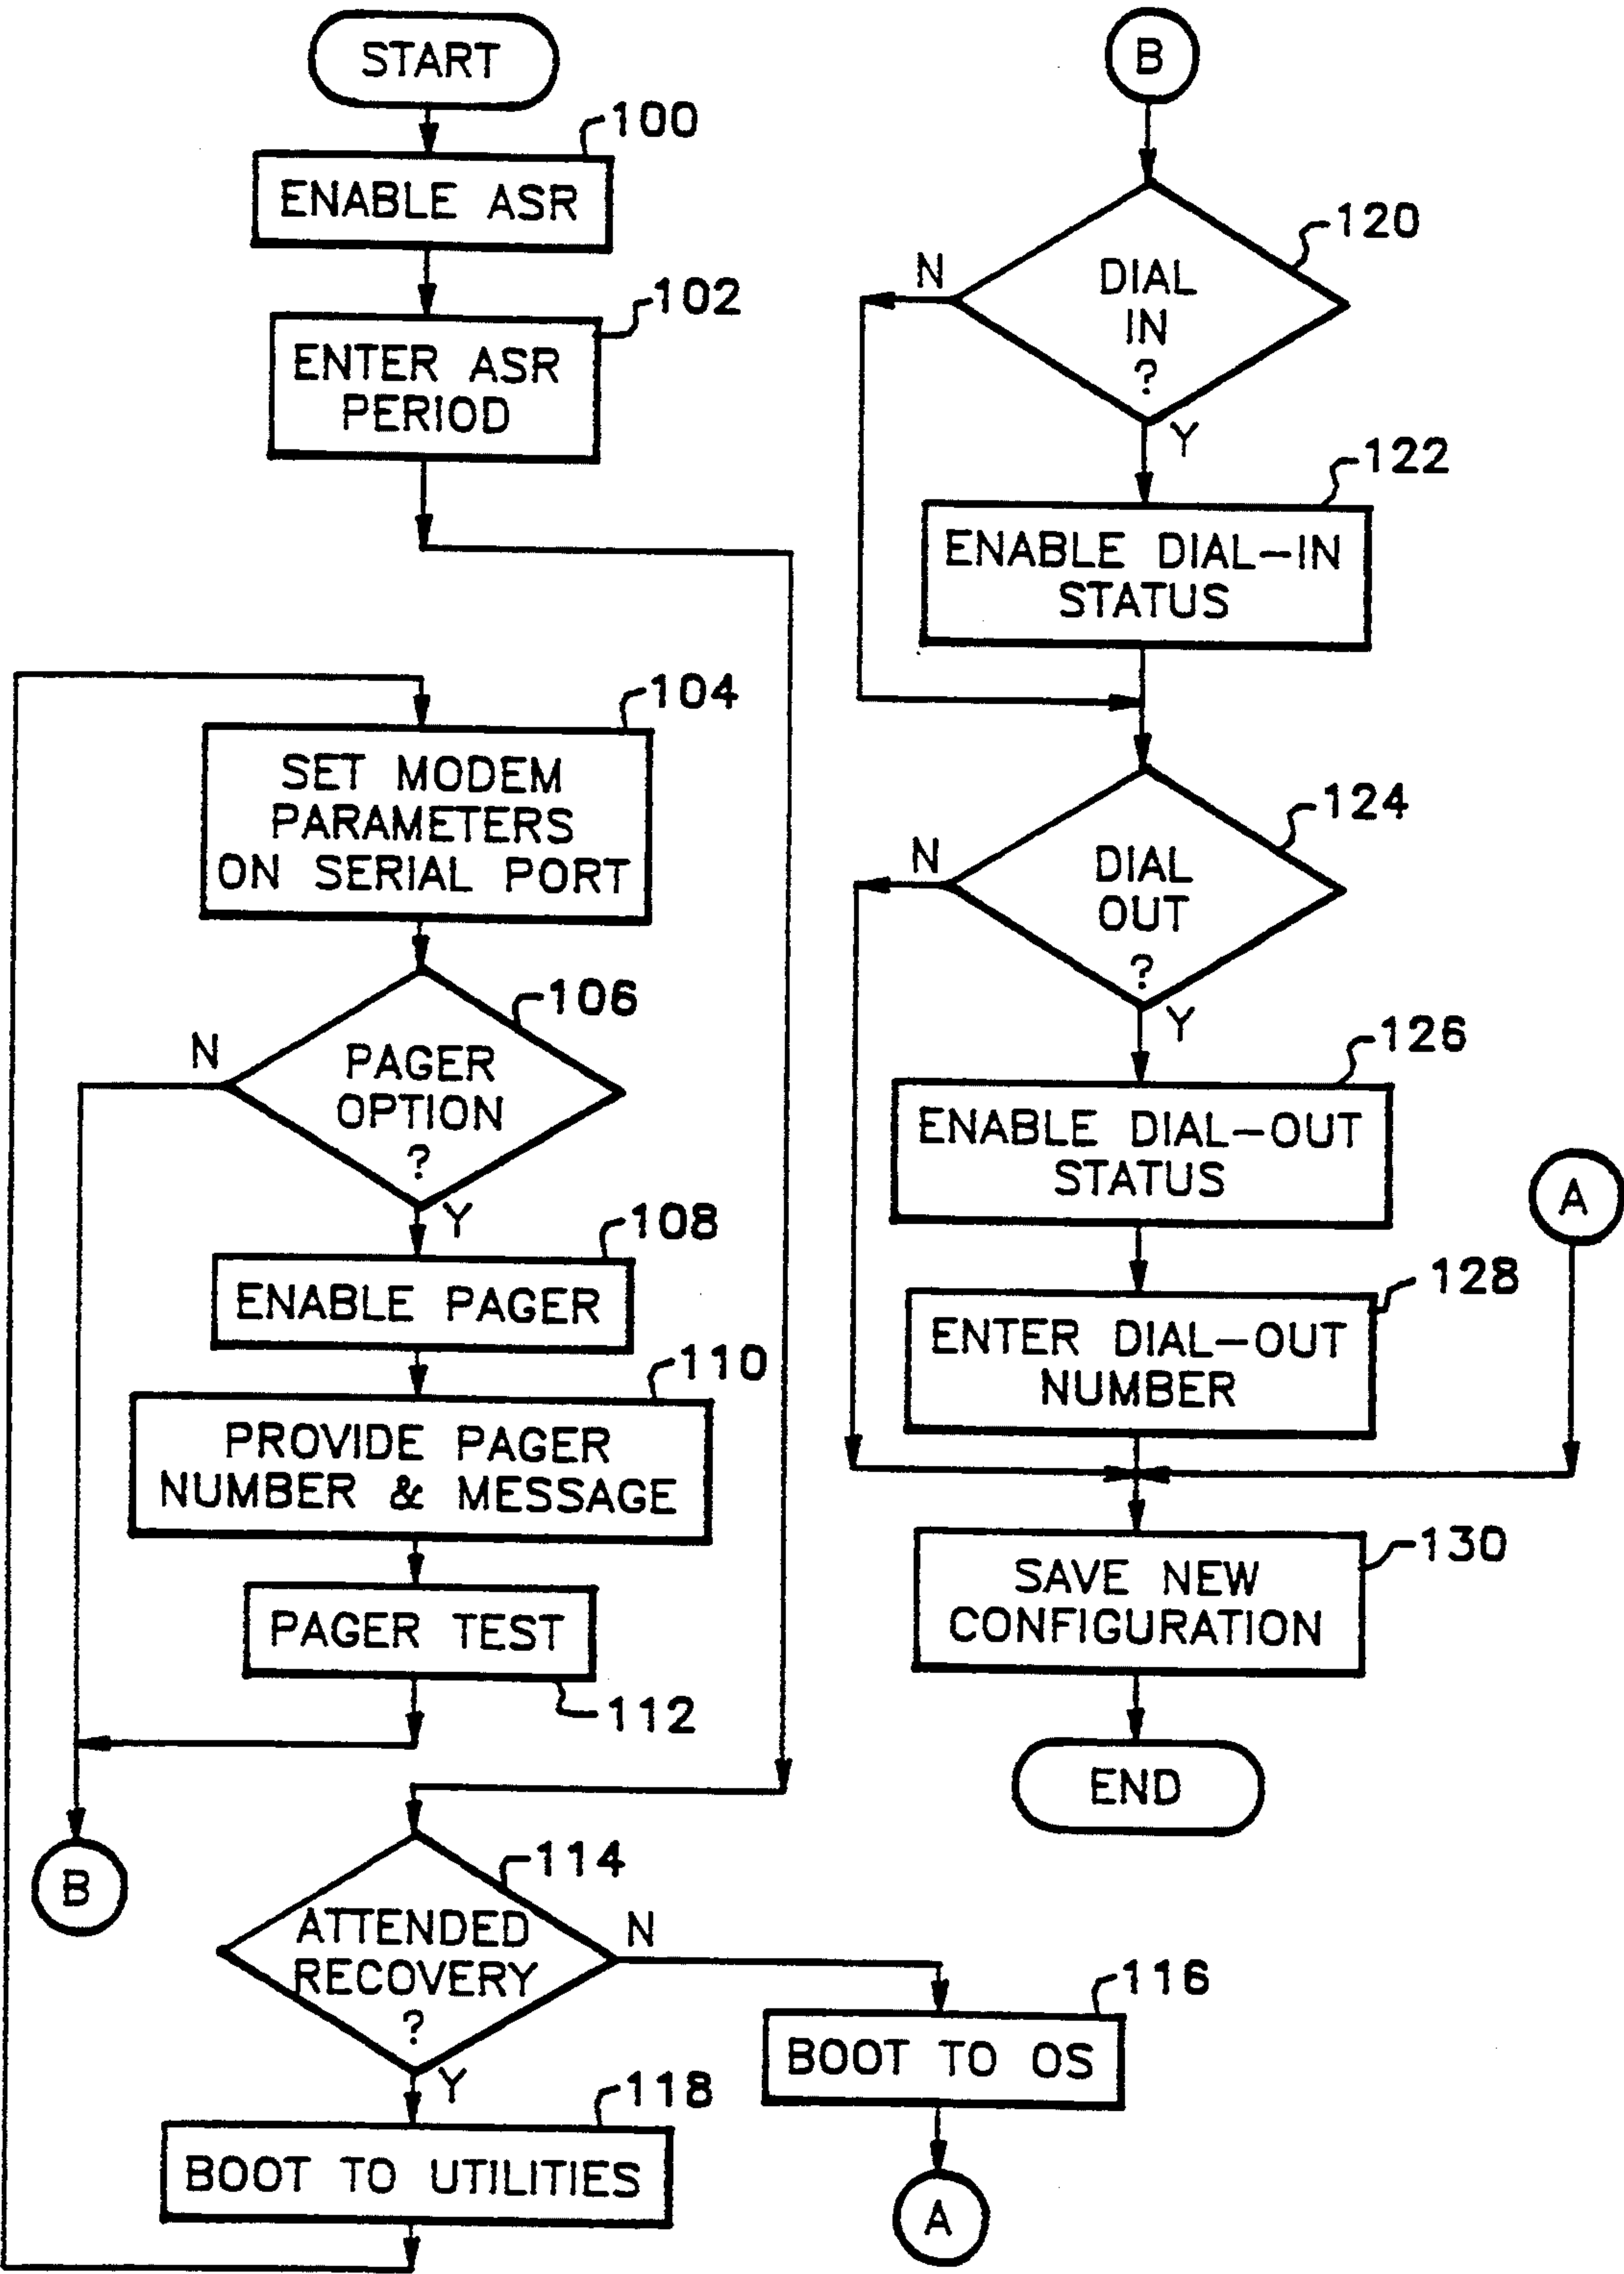 START
100
ENABLE ASR
102
ENTER ASR
PERIOD
104
SET MODEM
PARAMETERS
ON SERIAL PORT
106
N
PAGER
OPTION
?
Y
108
ENABLE PAGER
110
PROVIDE PAGER
NUMBER & MESSAGE
PAGER TEST
112
B
114
ATTENDED
RECOVERY
?
N
Y
116
BOOT TO OS
A
118
BOOT TO UTILITIES
B
120
N
DIAL
IN
?
Y
122
ENABLE DIAL-IN
STATUS
124
N
DIAL
OUT
?
Y
126
ENABLE DIAL-OUT
STATUS
A
128
ENTER DIAL-OUT
NUMBER
130
SAVE NEW
CONFIGURATION
END